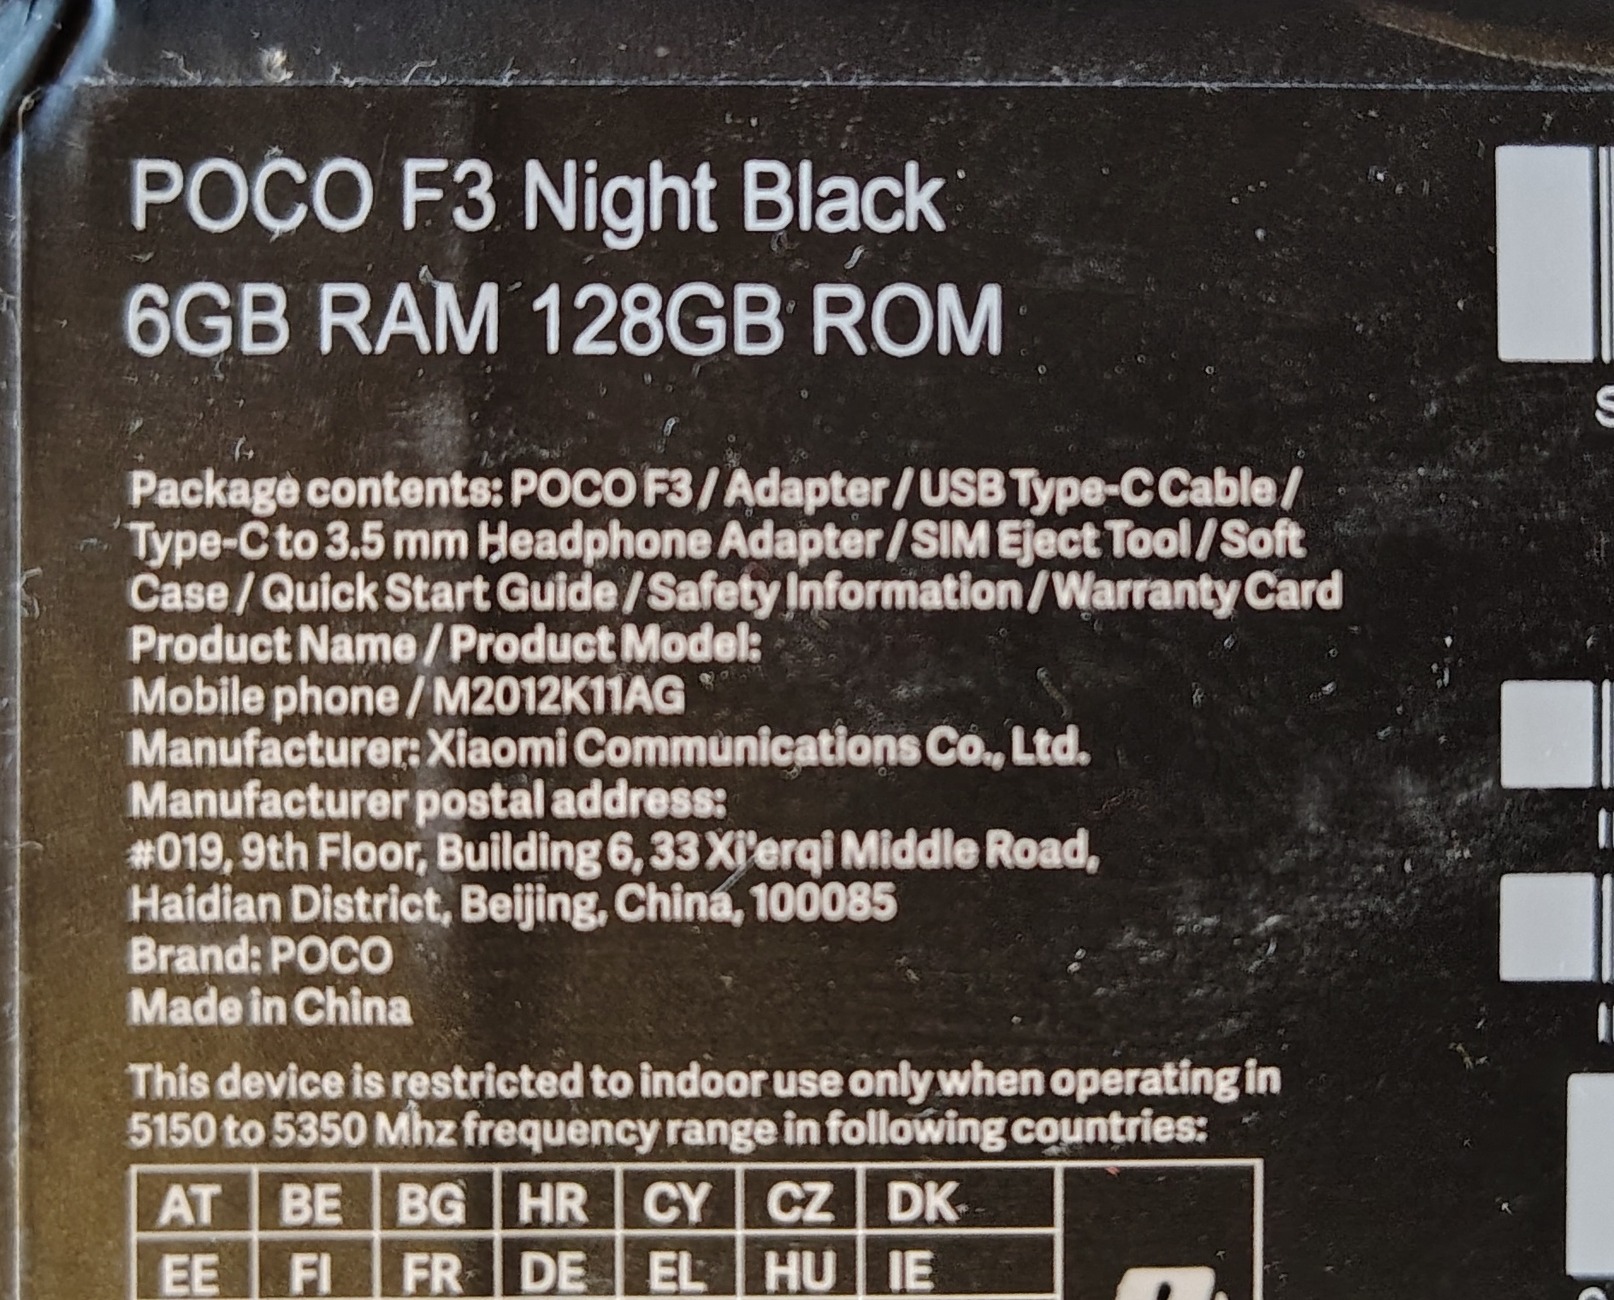 POCO F3 Night Black
6GB RAM 128GB ROM
Package contents: POCO F3 / Adapter / USB Type-C Cable /
Type-C to 3.5 mm Headphone Adapter / SIM Eject Tool / Soft
Case / Quick Start Guide / Safety Information / Warranty Card
Product Name / Product Model:
Mobile phone / M2012K11AG
Manufacturer: Xiaomi Communications Co., Ltd.
Manufacturer postal address:
#019, 9th Floor, Building 6, 33 Xi'erqi Middle Road,
Haidian District, Beijing, China, 100085
Brand: POCO
Made in China
This device is restricted to indoor use only when operating in
5150 to 5350 Mhz frequency range in following countries:
AT BE BG HR CY CZ DK
EE FI FR DE EL HU IE